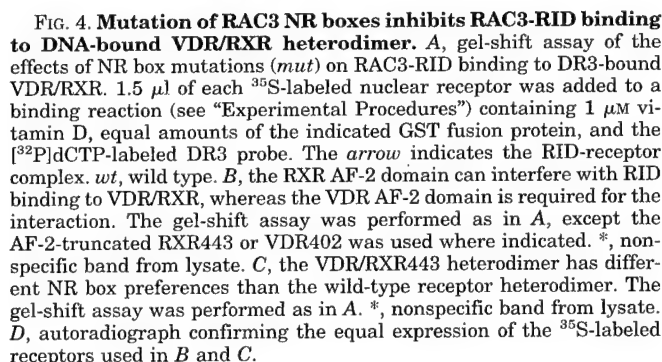 FIG. 4. Mutation of RAC3 NR boxes inhibits RAC3-RID binding
to DNA-bound VDR/RXR heterodimer. A, gel-shift assay of the
effects of NR box mutations (mut) on RAC3-RID binding to DR3-bound
VDR/RXR. 1.5 μl of each ³⁵S-labeled nuclear receptor was added to a
binding reaction (see “Experimental Procedures”) containing 1 μM vi-
tamin D, equal amounts of the indicated GST fusion protein, and the
[³²P]dCTP-labeled DR3 probe. The arrow indicates the RID-receptor
complex. wt, wild type. B, the RXR AF-2 domain can interfere with RID
binding to VDR/RXR, whereas the VDR AF-2 domain is required for the
interaction. The gel-shift assay was performed as in A, except the
AF-2-truncated RXR443 or VDR402 was used where indicated. *, non-
specific band from lysate. C, the VDR/RXR443 heterodimer has differ-
ent NR box preferences than the wild-type receptor heterodimer. The
gel-shift assay was performed as in A. *, nonspecific band from lysate.
D, autoradiograph confirming the equal expression of the ³⁵S-labeled
receptors used in B and C.